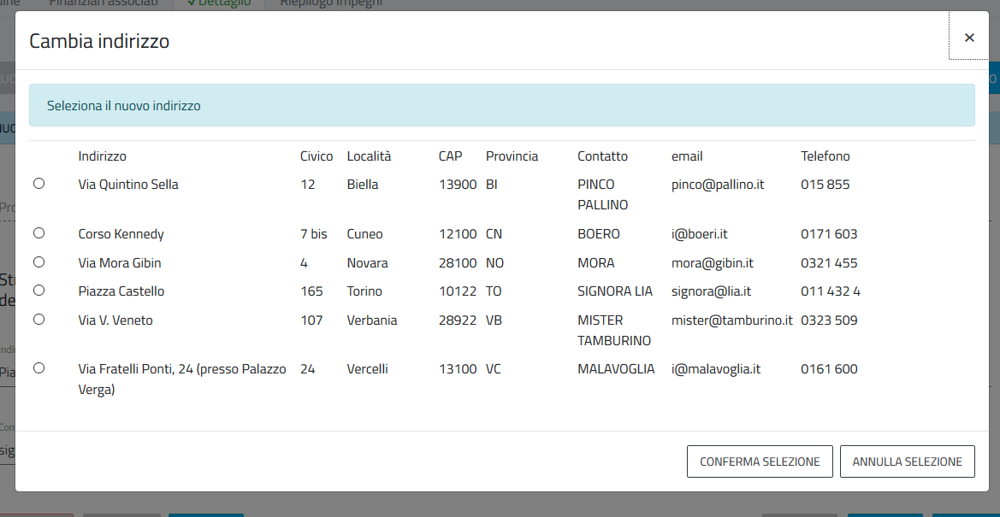 Finanziari associati ✔ Dettaglio Riepilogo impegni
Cambia indirizzo ×
Seleziona il nuovo indirizzo
Indirizzo Civico Località CAP Provincia Contatto email Telefono
Via Quintino Sella 12 Biella 13900 BI PINCO pinco@pallino.it 015 855
PALLINO
Corso Kennedy 7 bis Cuneo 12100 CN BOERO i@boeri.it 0171 603
Via Mora Gibin 4 Novara 28100 NO MORA mora@gibin.it 0321 455
Piazza Castello 165 Torino 10122 TO SIGNORA LIA signora@lia.it 011 432 4
Via V. Veneto 107 Verbania 28922 VB MISTER mister@tamburino.it 0323 509
TAMBURINO
Via Fratelli Ponti, 24 (presso Palazzo 24 Vercelli 13100 VC MALAVOGLIA i@malavoglia.it 0161 600
Verga)
CONFERMA SELEZIONE ANNULLA SELEZIONE